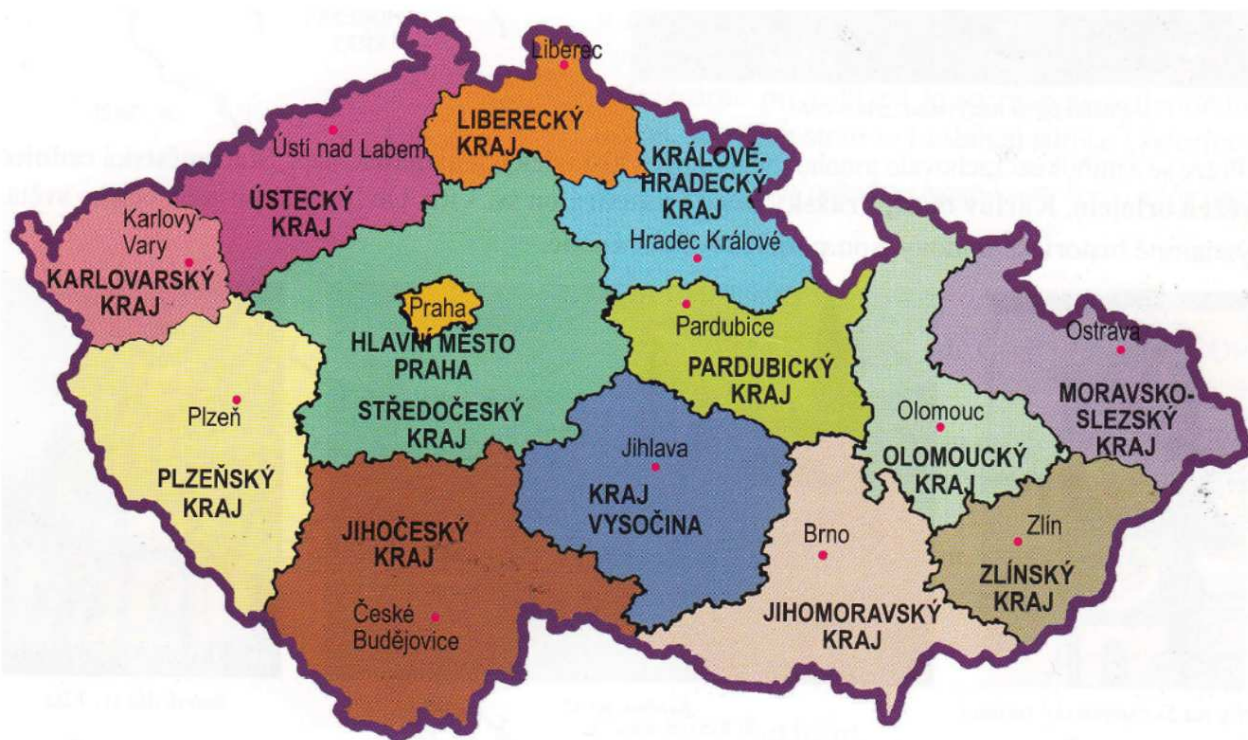 Liberec
LIBERECKÝ
KRAJ
Ústí nad Labem
ÚSTECKÝ
KRAJ
KRÁLOVÉ-
HRADECKÝ
KRAJ
Hradec Králové
Karlovy
Vary
KARLOVARSKÝ
KRAJ
Praha
HLAVNÍ MĚSTO
PRAHA
STŘEDOČESKÝ
KRAJ
Pardubice
PARDUBICKÝ
KRAJ
Ostrava
MORAVSKO-
SLEZSKÝ
KRAJ
Olomouc
OLOMOUCKÝ
KRAJ
Plzeň
PLZEŇSKÝ
KRAJ
Jihlava
KRAJ
VYSOČINA
JIHOČESKÝ
KRAJ
České
Budějovice
Brno
JIHOMORAVSKÝ
KRAJ
Zlín
ZLÍNSKÝ
KRAJ